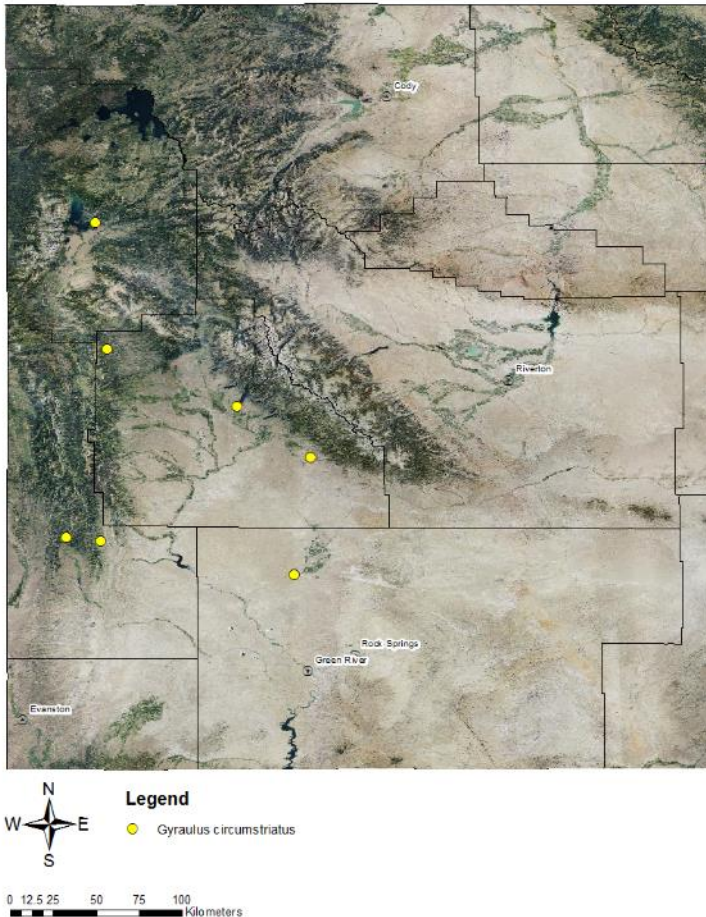 Cody
Riverton
Rock Springs
Green River
Evanston
N
W E
S
Legend
Gyraulus circumstriatus
0 12.5 25 50 75 100
Kilometers